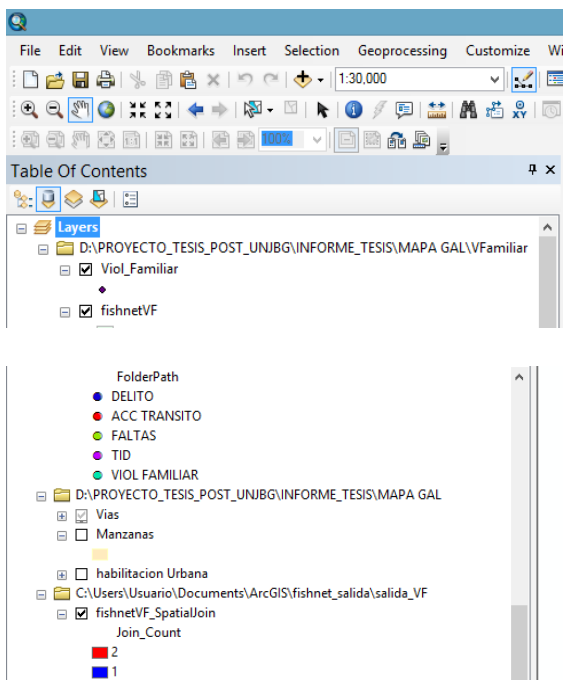 File Edit View Bookmarks Insert Selection Geoprocessing Customize Wi
1:30,000
XY
100%
Table Of Contents
Layers
D:\PROYECTO_TESIS_POST_UNJBG\INFORME_TESIS\MAPA GAL\VFamiliar
Viol_Familiar
fishnetVF
FolderPath
DELITO
ACC TRANSITO
FALTAS
TID
VIOL FAMILIAR
D:\PROYECTO_TESIS_POST_UNJBG\INFORME_TESIS\MAPA GAL
Vias
Manzanas
habilitacion Urbana
C:\Users\Usuario\Documents\ArcGIS\fishnet_salida\salida_VF
fishnetVF_SpatialJoin
Join_Count
2
1